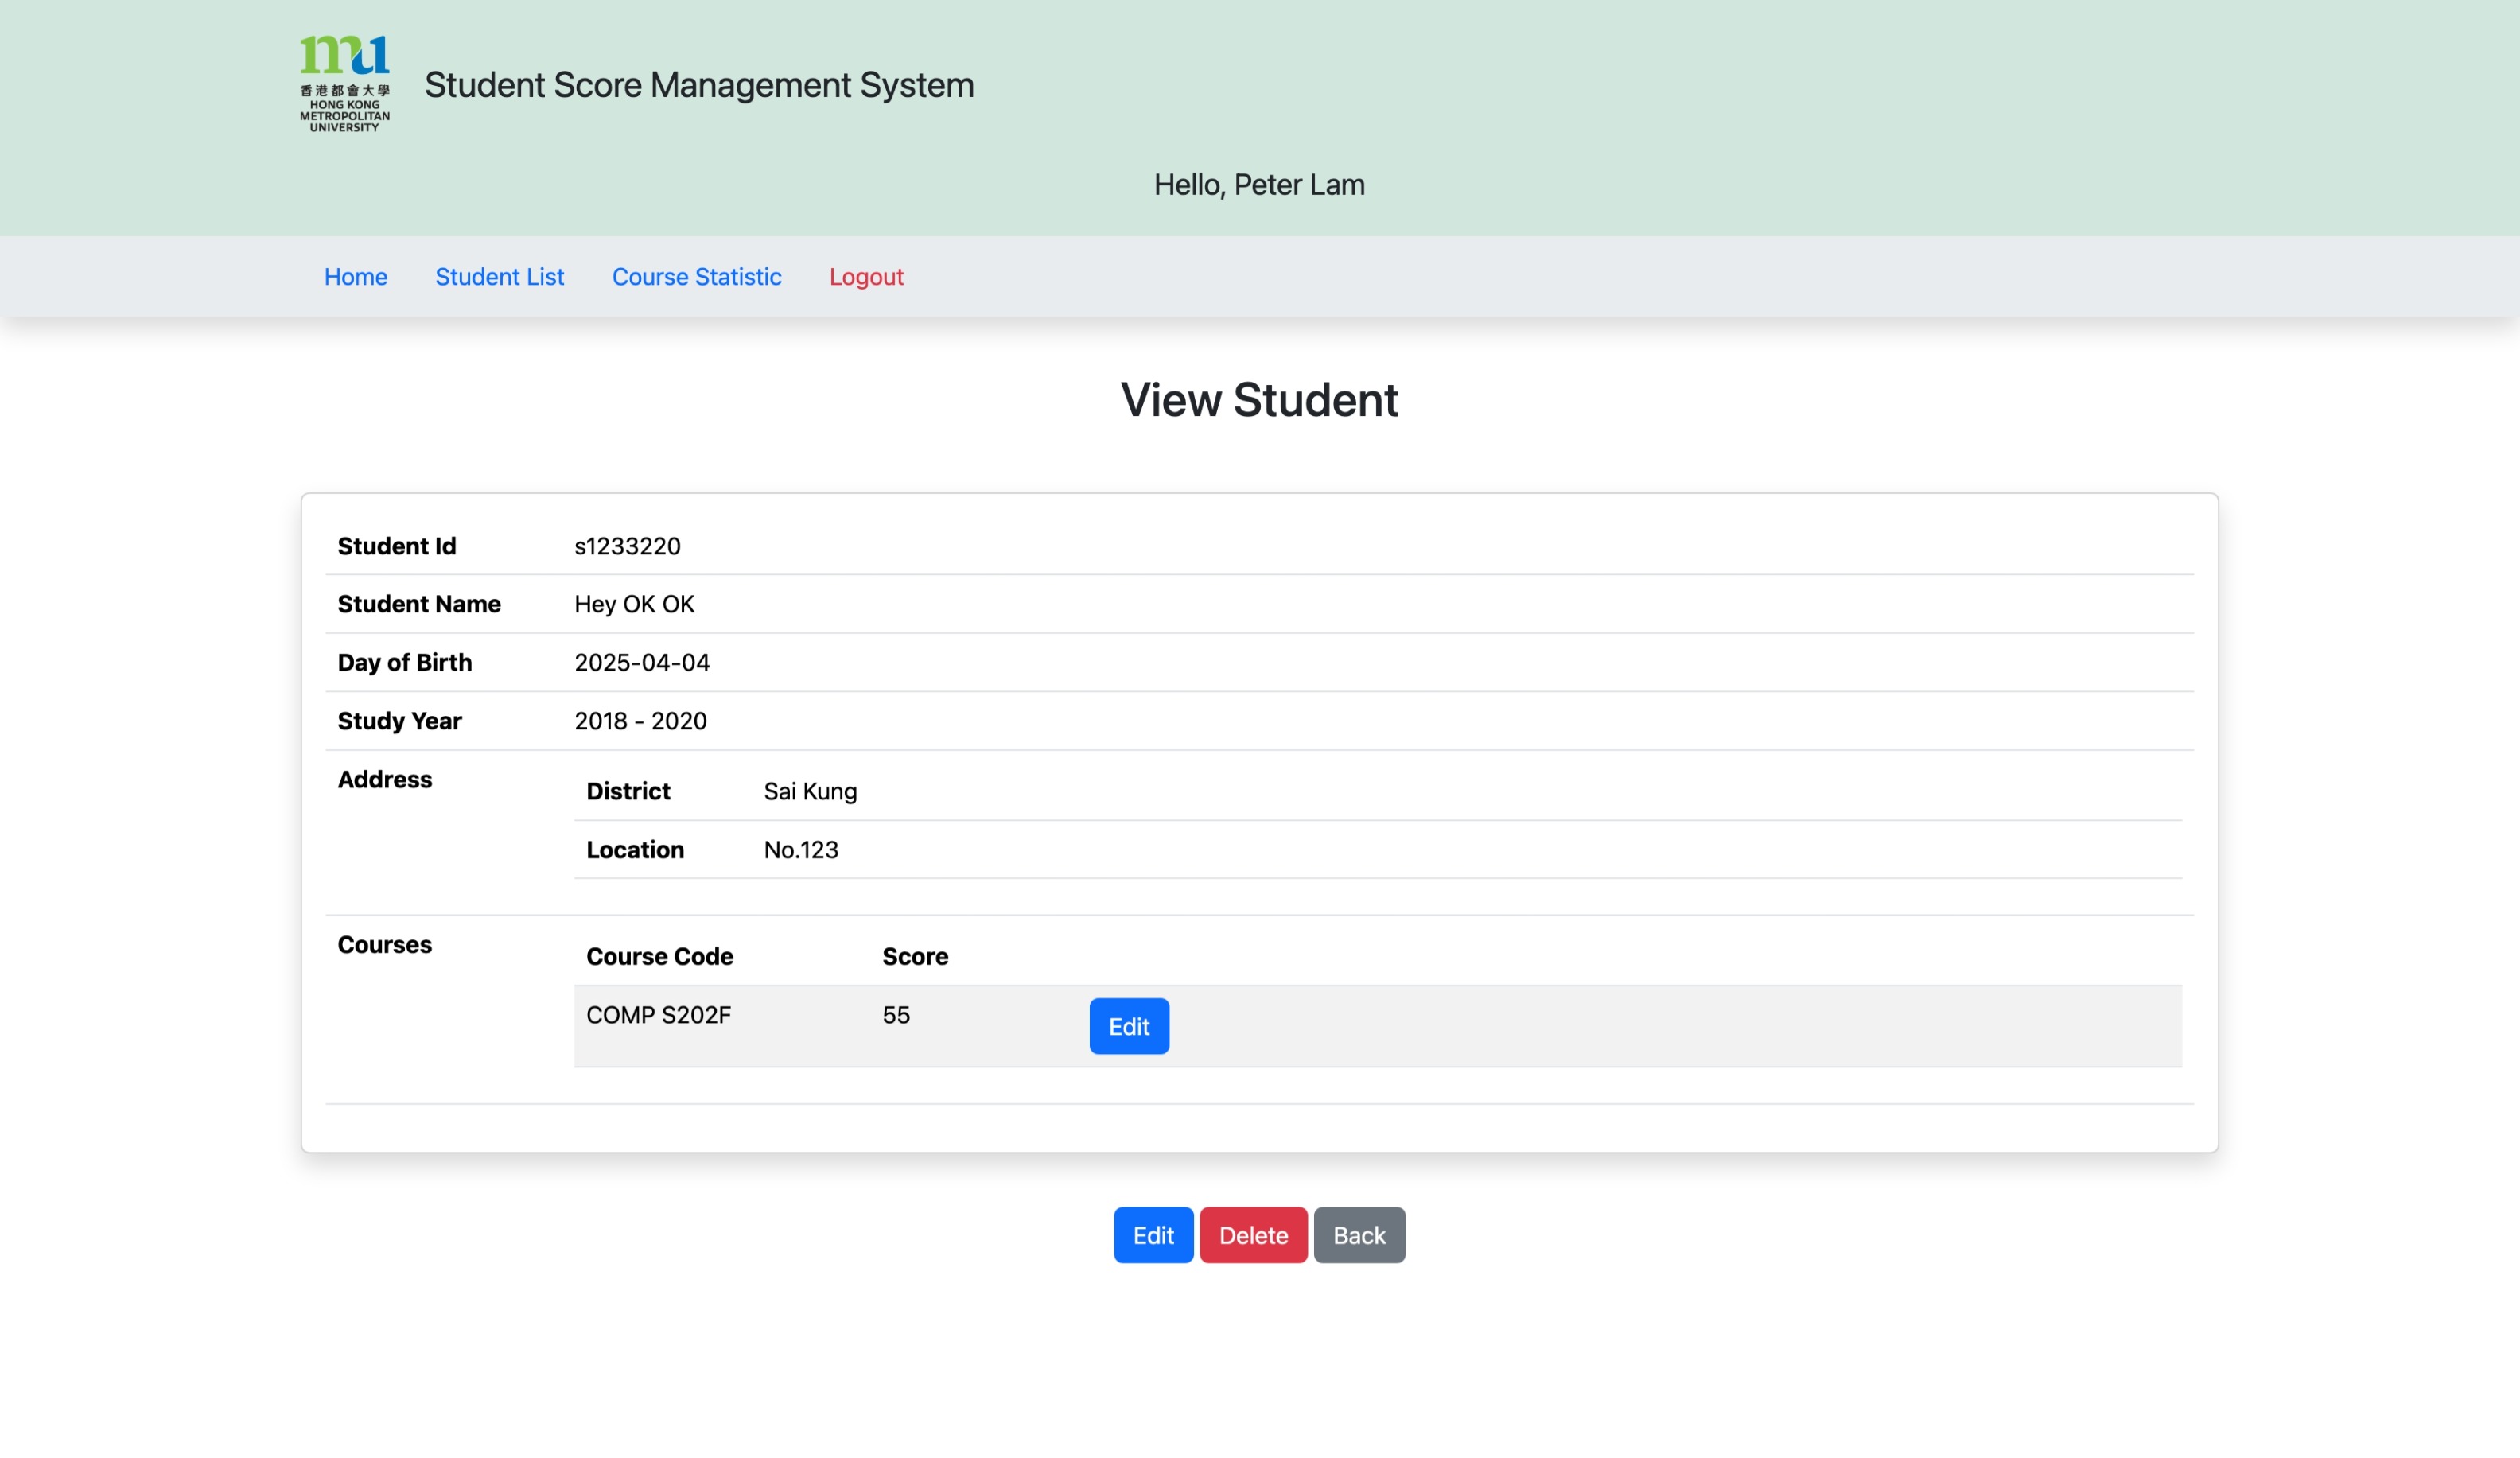 mu
香港都會大學
HONG KONG
METROPOLITAN
UNIVERSITY
Student Score Management System
Hello, Peter Lam
Home Student List Course Statistic Logout
View Student
Student Id s1233220
Student Name Hey OK OK
Day of Birth 2025-04-04
Study Year 2018 - 2020
Address District Sai Kung
Location No.123
Courses Course Code Score
COMP S202F 55 Edit
Edit Delete Back